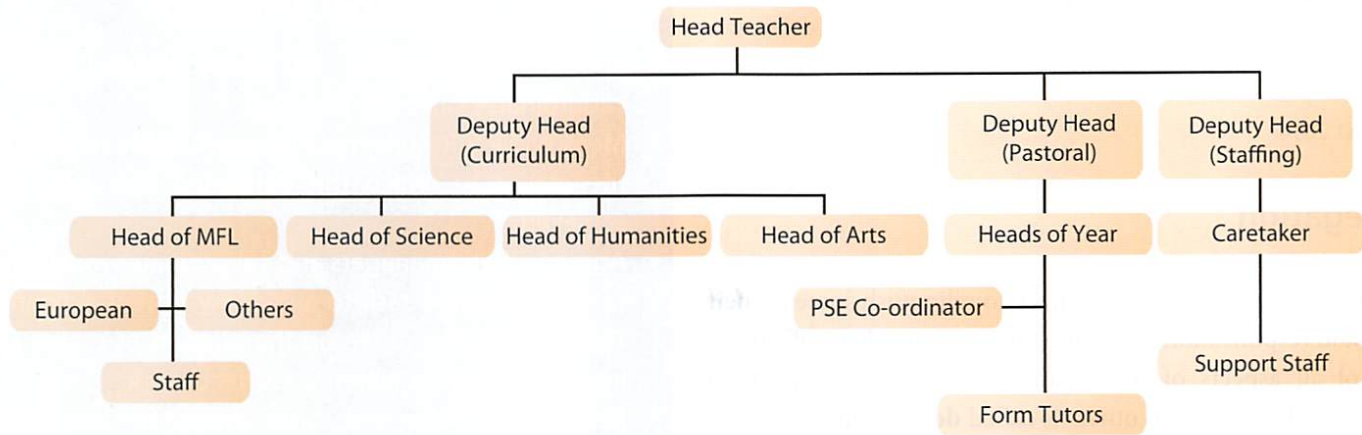 Head Teacher
Deputy Head
(Curriculum)
Deputy Head
(Pastoral)
Deputy Head
(Staffing)
Head of MFL
Head of Science
Head of Humanities
Head of Arts
Heads of Year
Caretaker
European
Others
PSE Co-ordinator
Staff
Support Staff
Form Tutors